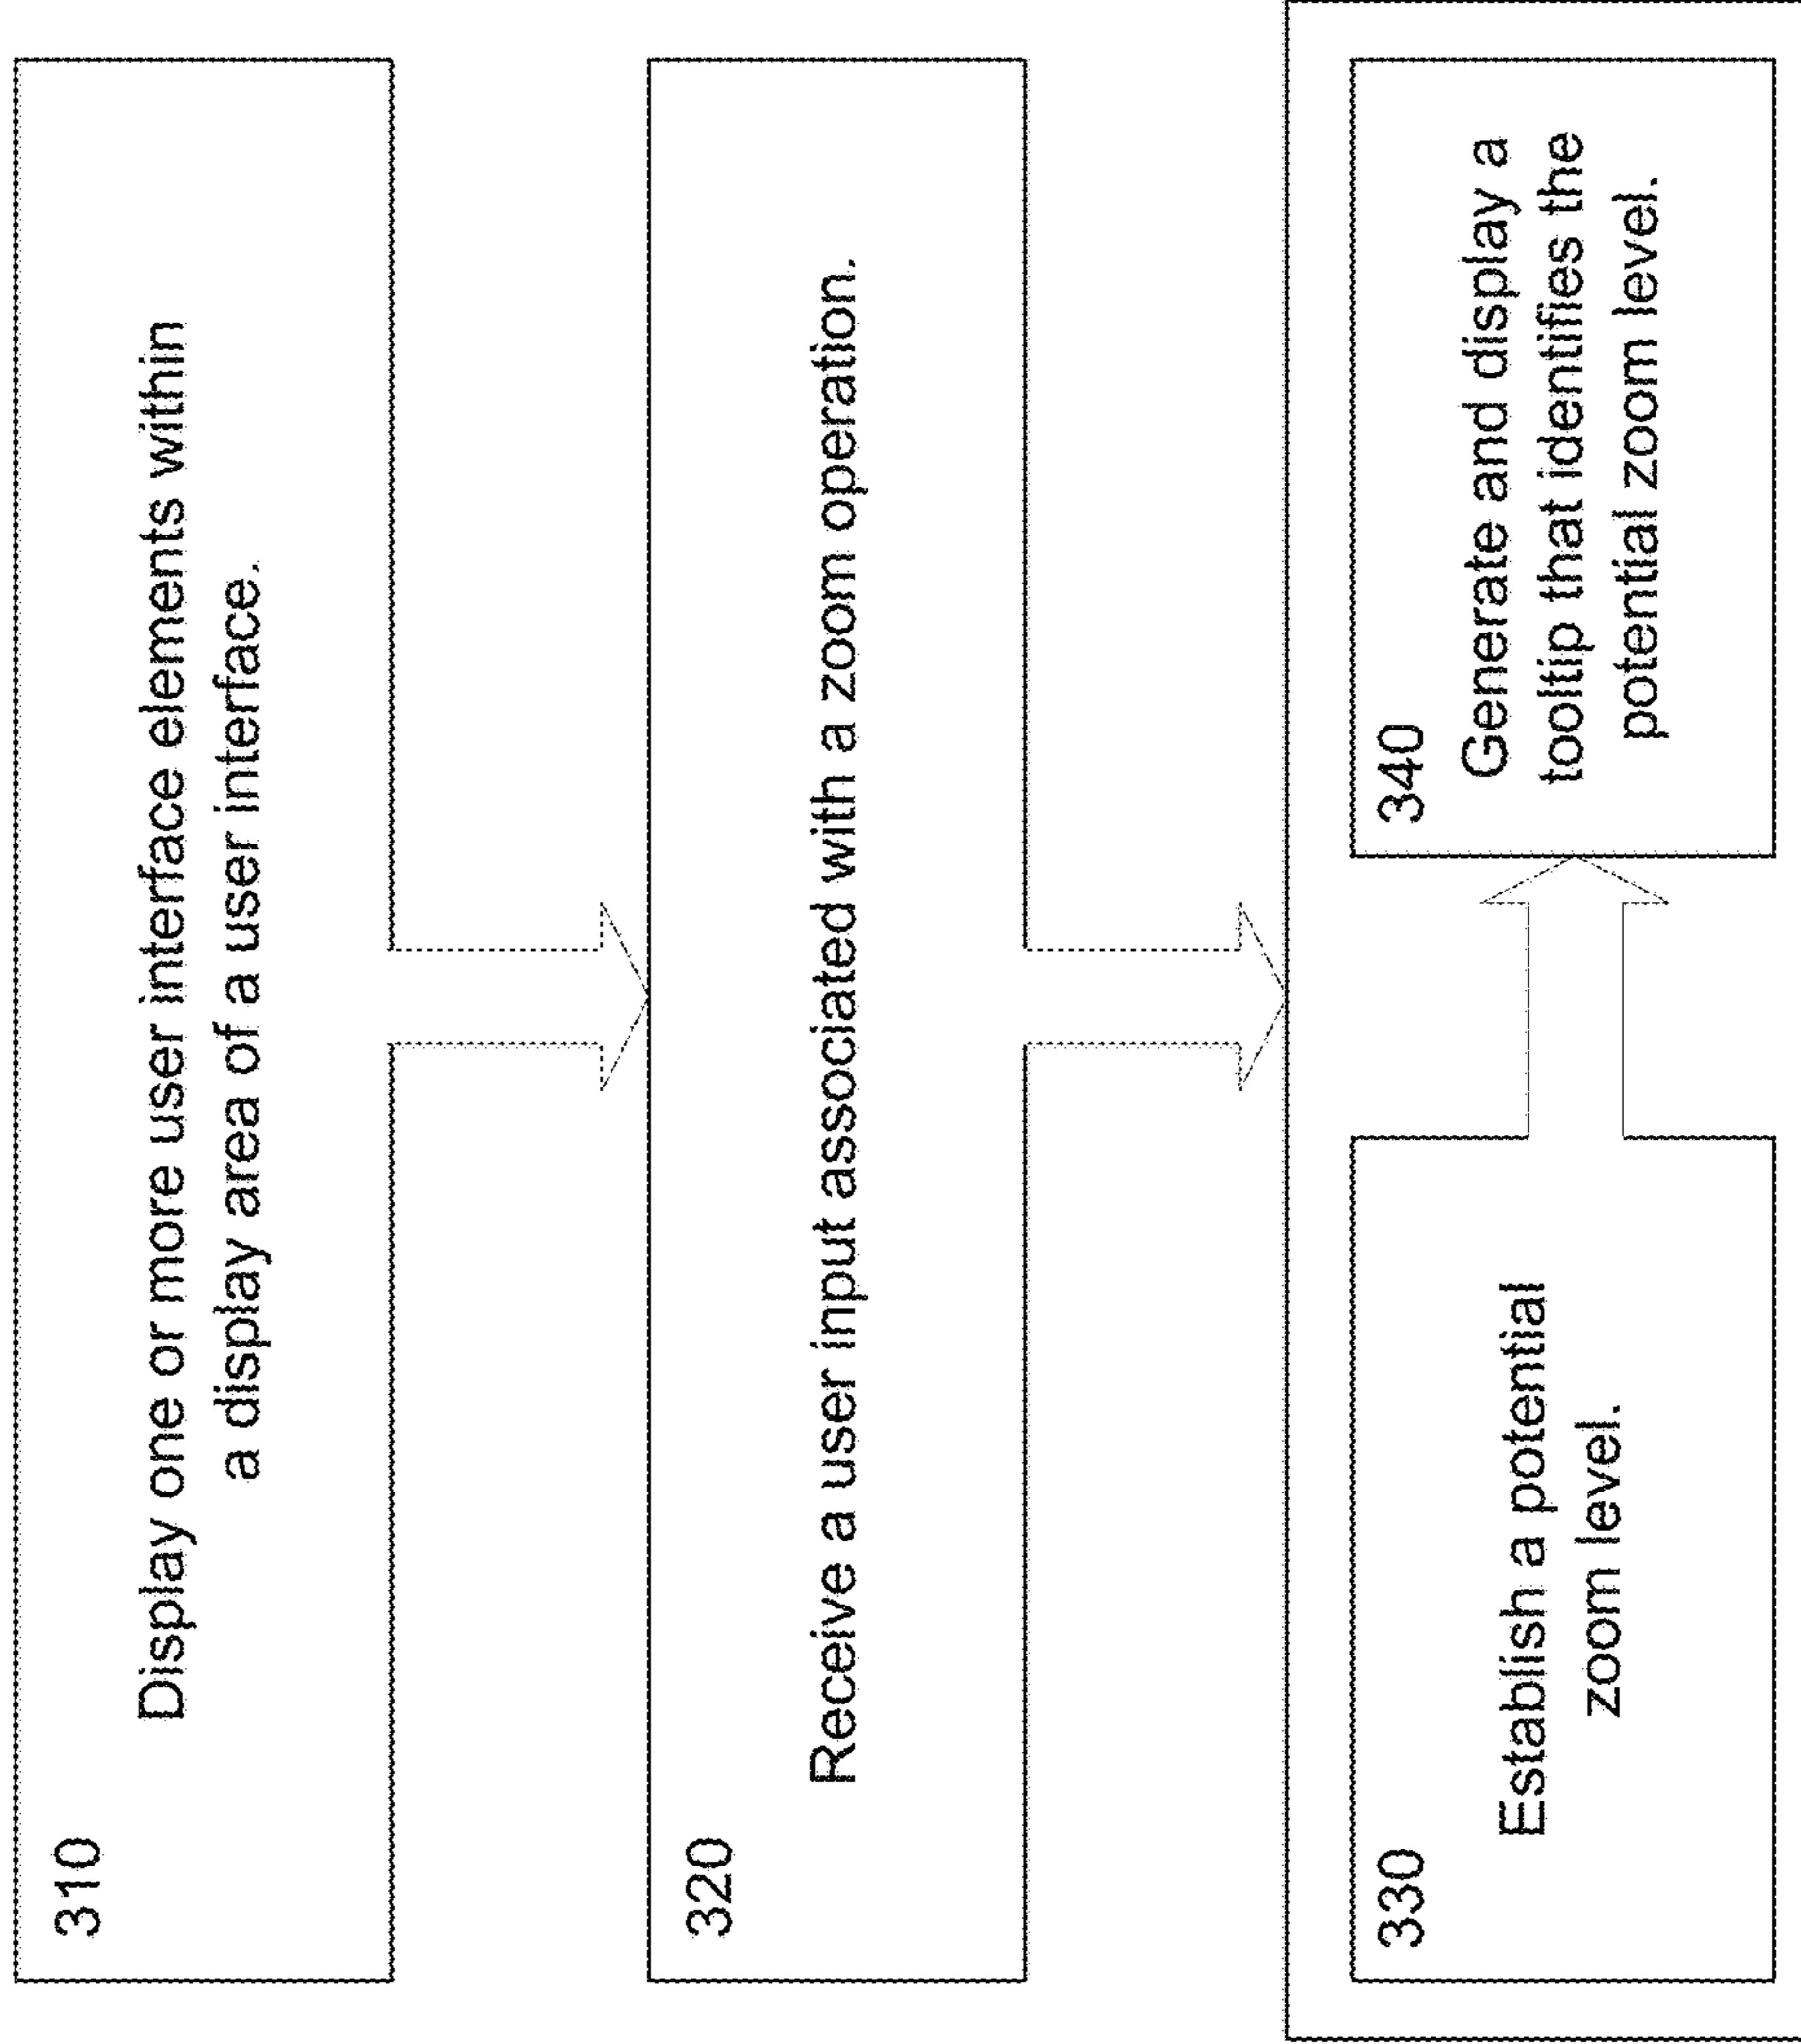 310
Display one or more user interface elements within
a display area of a user interface.
320
Receive a user input associated with a zoom operation.
330
Establish a potential
zoom level.
340
Generate and display a
tooltip that identifies the
potential zoom level.